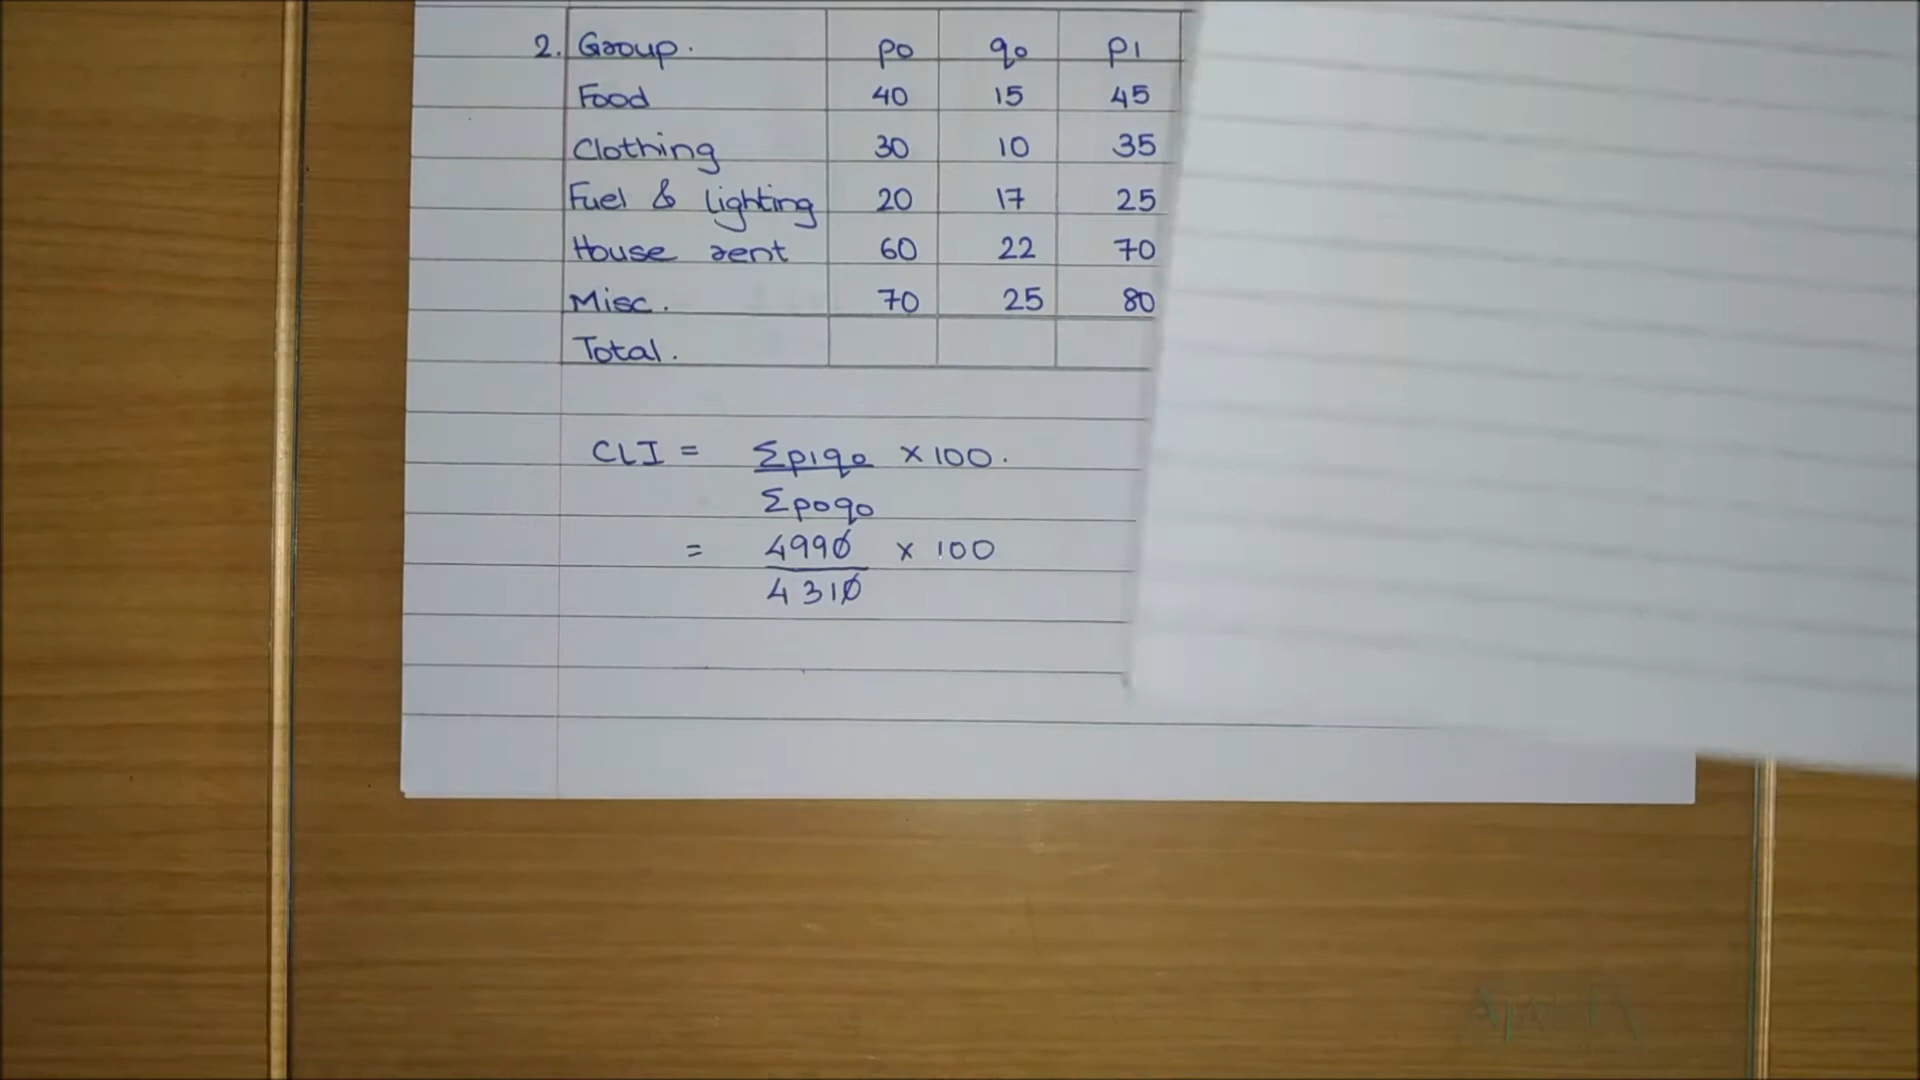 2. Group. p0 q0 p1
Food 40 15 45
Clothing 30 10 35
Fuel & lighting 20 17 25
House rent 60 22 70
Misc. 70 25 80
Total.
CLI = Σp1q0 × 100.
Σp0q0
= 4990 × 100
4310